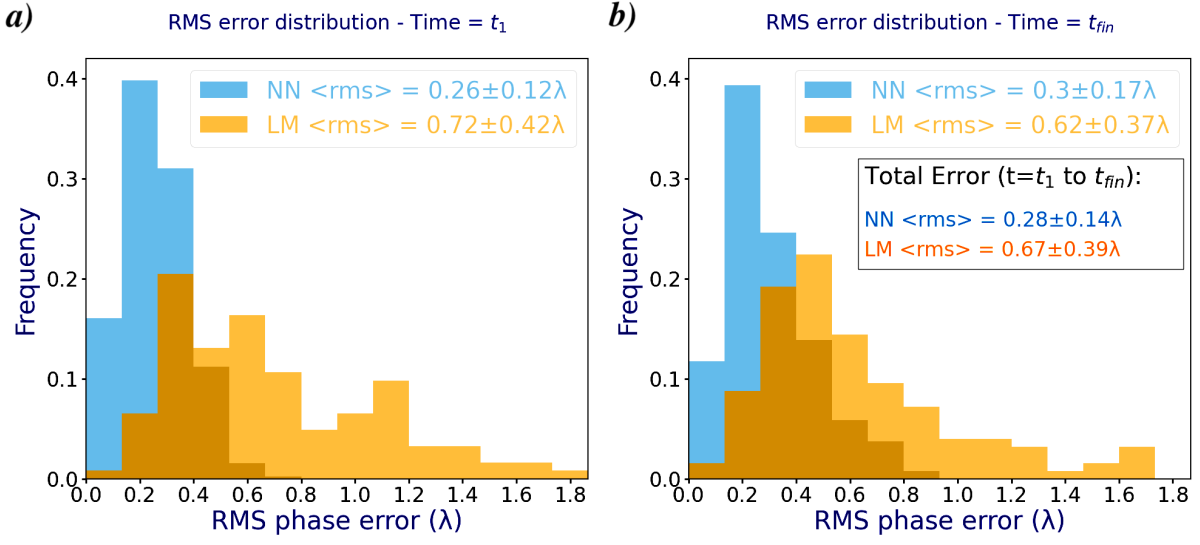 a)
RMS error distribution - Time = t1
NN <rms> = 0.26±0.12λ
LM <rms> = 0.72±0.42λ
Frequency
0.4
0.3
0.2
0.1
0.0
0.0 0.2 0.4 0.6 0.8 1.0 1.2 1.4 1.6 1.8
RMS phase error (λ)
b)
RMS error distribution - Time = tfin
NN <rms> = 0.3±0.17λ
LM <rms> = 0.62±0.37λ
Total Error (t=t1 to tfin):
NN <rms> = 0.28±0.14λ
LM <rms> = 0.67±0.39λ
Frequency
0.4
0.3
0.2
0.1
0.0
0.0 0.2 0.4 0.6 0.8 1.0 1.2 1.4 1.6 1.8
RMS phase error (λ)